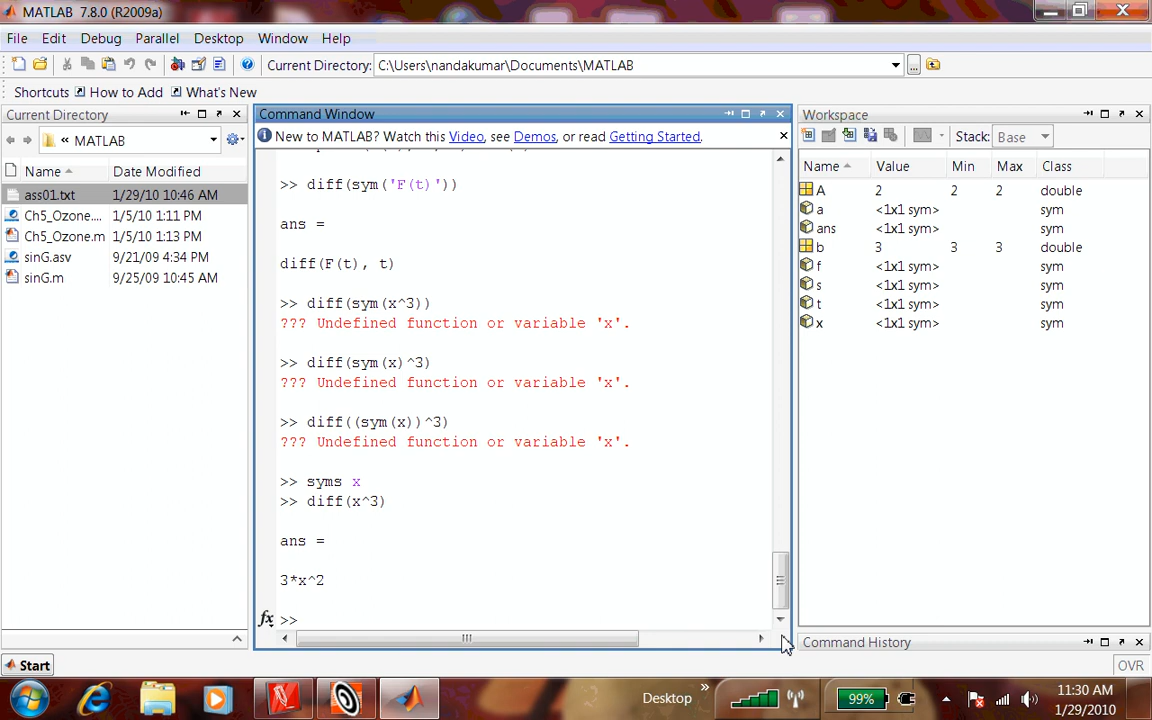 MATLAB 7.8.0 (R2009a)
File Edit Debug Parallel Desktop Window Help
Current Directory: C:\Users\nandakumar\Documents\MATLAB
Shortcuts How to Add What's New
Current Directory
« MATLAB
Name Date Modified
ass01.txt 1/29/10 10:46 AM
Ch5_Ozone.... 1/5/10 1:11 PM
Ch5_Ozone.m 1/5/10 1:13 PM
sinG.asv 9/21/09 4:34 PM
sinG.m 9/25/09 10:45 AM
Command Window
New to MATLAB? Watch this Video, see Demos, or read Getting Started.
>> diff(sym('F(t)'))
ans =
diff(F(t), t)
>> diff(sym(x^3))
??? Undefined function or variable 'x'.
>> diff(sym(x)^3)
??? Undefined function or variable 'x'.
>> diff((sym(x))^3)
??? Undefined function or variable 'x'.
>> syms x
>> diff(x^3)
ans =
3*x^2
fx >>
Workspace
Stack: Base
Name Value Min Max Class
A 2 2 2 double
a <1x1 sym> sym
ans <1x1 sym> sym
b 3 3 3 double
f <1x1 sym> sym
s <1x1 sym> sym
t <1x1 sym> sym
x <1x1 sym> sym
Command History
Start
OVR
Desktop »
99%
11:30 AM
1/29/2010